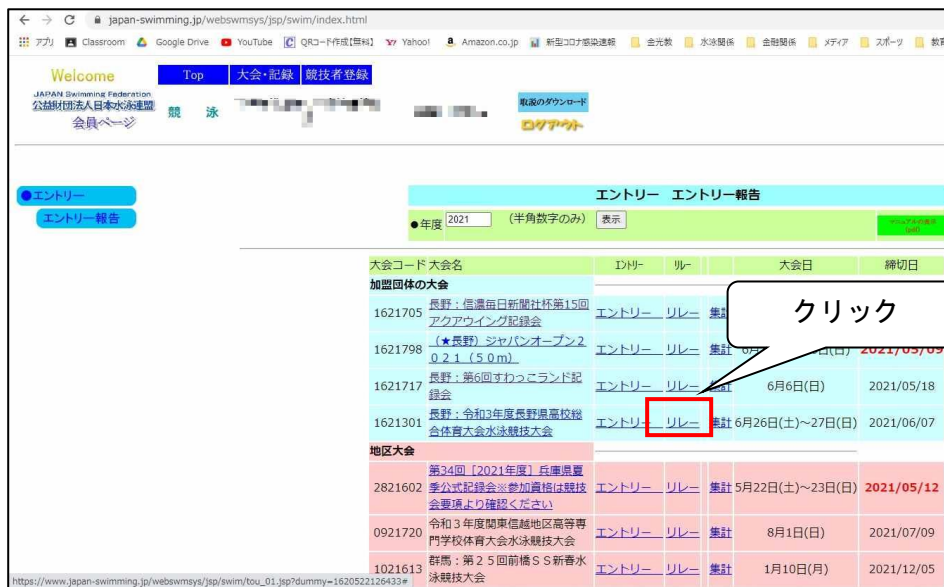 japan-swimming.jp/webswmsys/jsp/swim/index.html
アプリ Classroom Google Drive YouTube QRコード作成【無料】 Yahoo! Amazon.co.jp 新型コロナ感染速報 金光教 水泳関係 金融関係 メディア スポーツ 教育
Welcome Top 大会・記録 競技者登録
JAPAN Swimming Federation
公益財団法人日本水泳連盟
会員ページ
競 泳
取説のダウンロード
ログアウト
●エントリー
エントリー報告
エントリー エントリー報告
●年度 2021 (半角数字のみ) 表示
大会コード 大会名 エントリー リレー 大会日 締切日
加盟団体の大会
1621705 長野:信濃毎日新聞社杯第15回アクアウイング記録会 エントリー リレー
クリック
1621798 (★長野)ジャパンオープン2021(50m) エントリー リレー 集計
1621717 長野:第6回すわっこランド記録会 エントリー リレー 6月6日(日) 2021/05/18
1621301 長野:令和3年度長野県高校総合体育大会水泳競技大会 エントリー リレー 集計 6月26日(土)~27日(日) 2021/06/07
地区大会
2821602 第34回[2021年度]兵庫県夏季公式記録会※参加資格は競技会要項より確認ください エントリー リレー 集計 5月22日(土)~23日(日) 2021/05/12
0921720 令和3年度関東信越地区高等専門学校体育大会水泳競技大会 エントリー リレー 集計 8月1日(日) 2021/07/09
1021613 群馬:第25回前橋SS新春水泳競技大会 エントリー リレー 集計 1月10日(月) 2021/12/05
https://www.japan-swimming.jp/webswmsys/jsp/swim/tou_01.jsp?dummy=1620522126433#